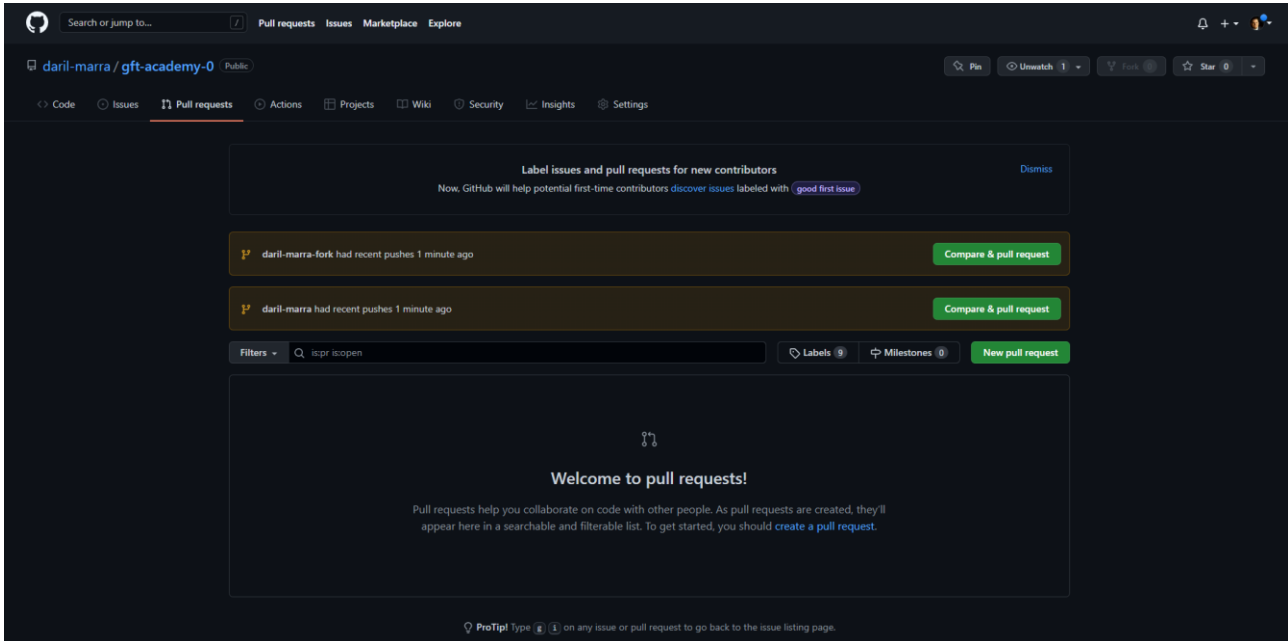 Search or jump to... / Pull requests Issues Marketplace Explore
daril-marra / gft-academy-0 Public Pin Unwatch 1 Fork 0 Star 0
Code Issues Pull requests Actions Projects Wiki Security Insights Settings
Label issues and pull requests for new contributors Dismiss
Now, GitHub will help potential first-time contributors discover issues labeled with good first issue
daril-marra-fork had recent pushes 1 minute ago Compare & pull request
daril-marra had recent pushes 1 minute ago Compare & pull request
Filters is:pr is:open Labels 9 Milestones 0 New pull request
Welcome to pull requests!
Pull requests help you collaborate on code with other people. As pull requests are created, they'll
appear here in a searchable and filterable list. To get started, you should create a pull request.
ProTip! Type g i on any issue or pull request to go back to the issue listing page.